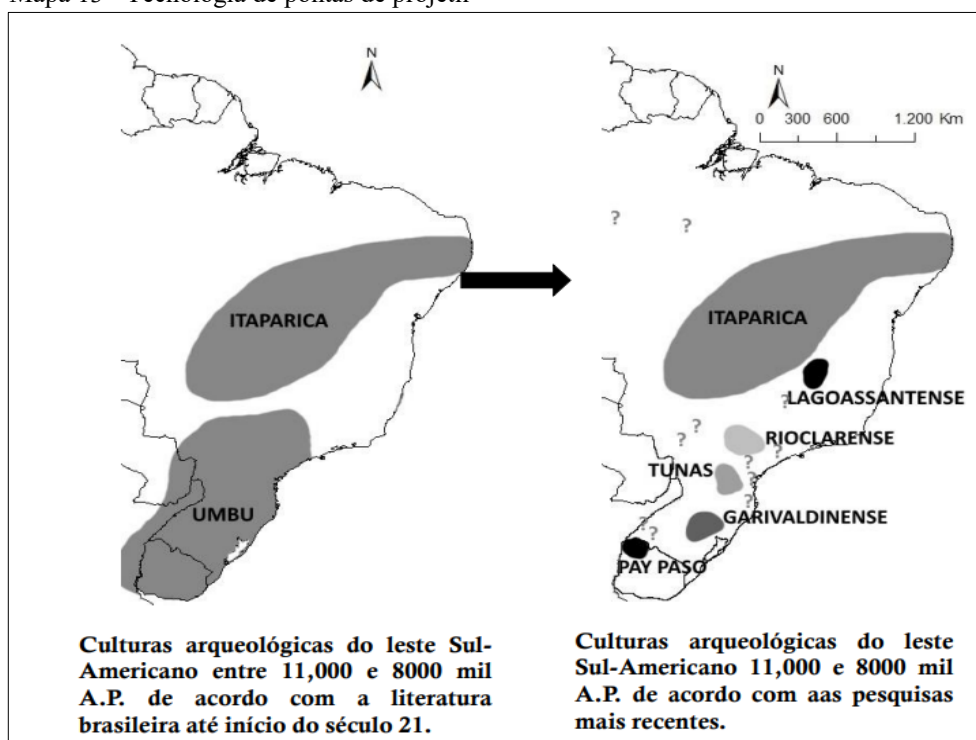 Mapa 13 - Tecnologia de pontas de projétil
N
ITAPARICA
UMBU
Culturas arqueológicas do leste Sul-
Americano entre 11,000 e 8000 mil
A.P. de acordo com a literatura
brasileira até início do século 21.
N
0 300 600 1.200 Km
? ?
ITAPARICA
LAGOASSANTENSE
?
?
?
RIOCLARENSE
?
?
TUNAS
?
?
GARIVALDINENSE
?
?
PAY PASO
Culturas arqueológicas do leste
Sul-Americano 11,000 e 8000 mil
A.P. de acordo com aas pesquisas
mais recentes.